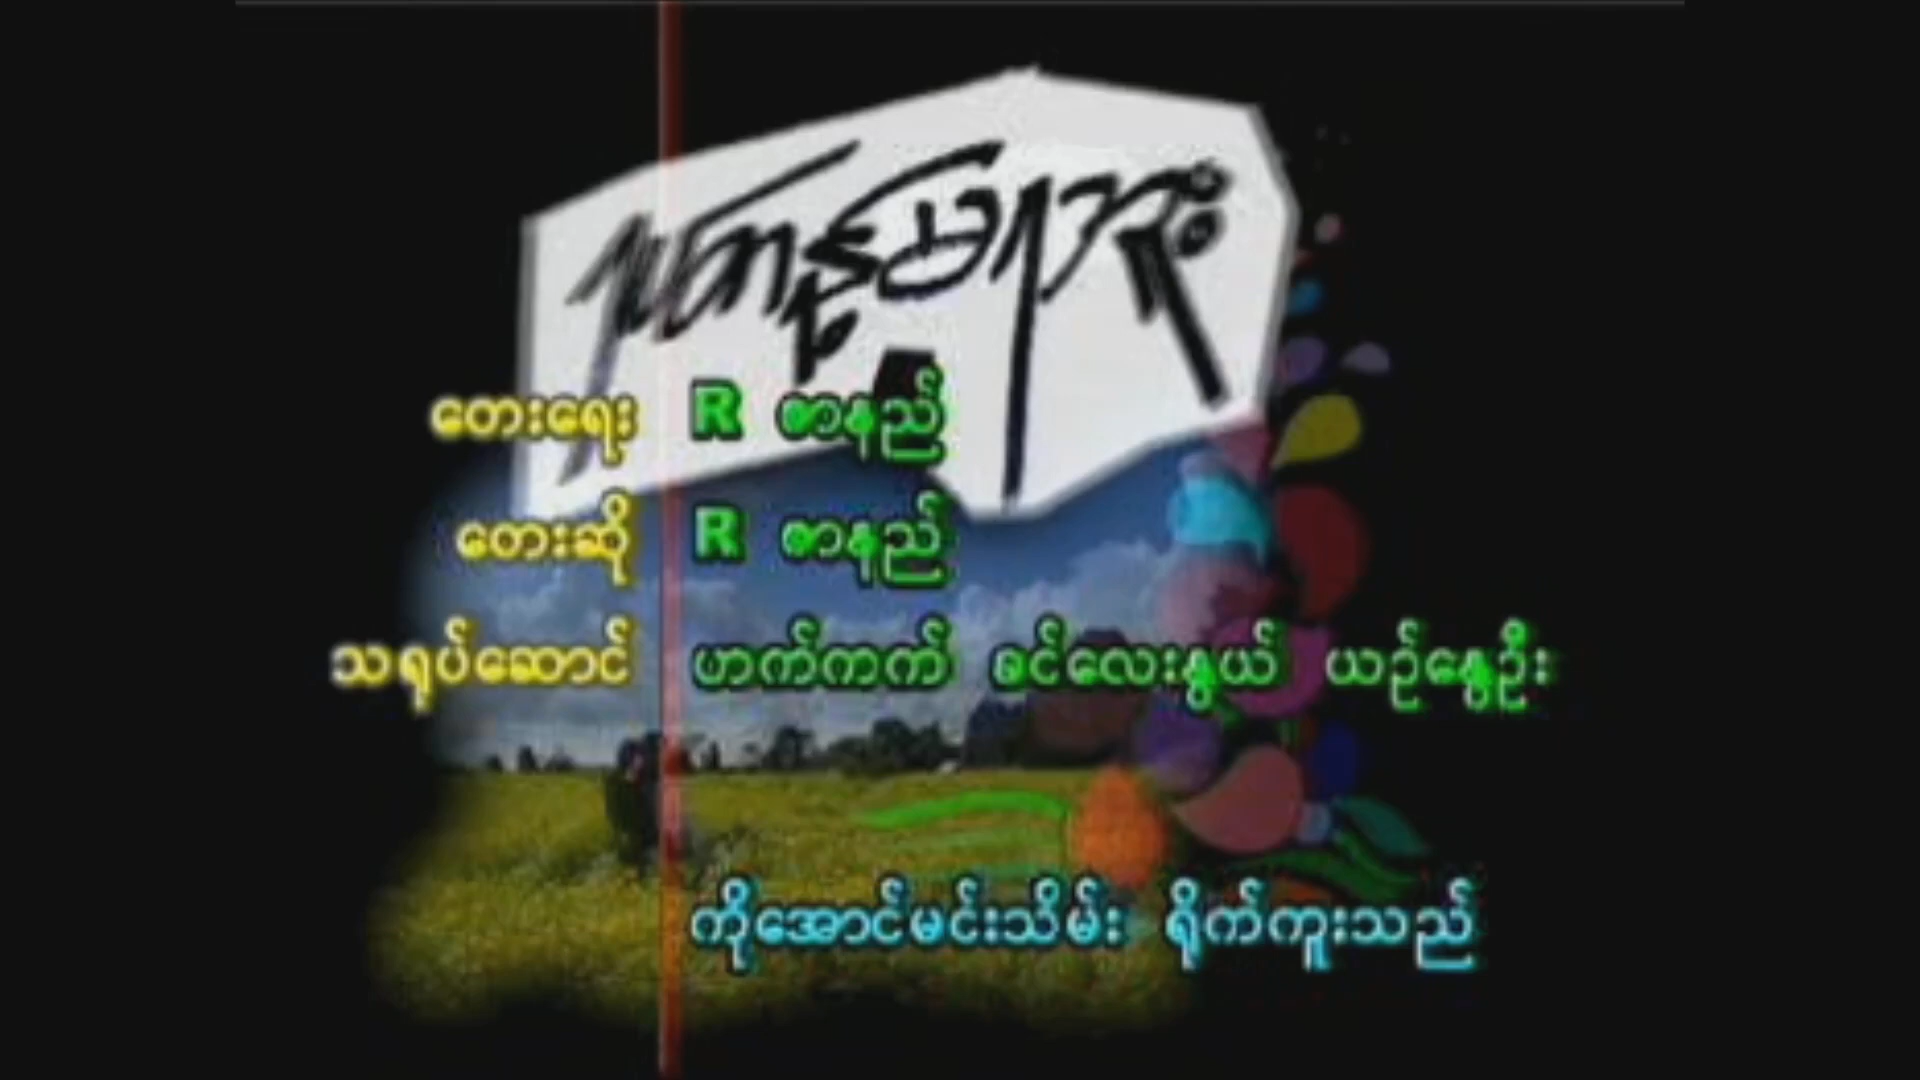 တေးရေး R ဇာနည်
တေးဆို R ဇာနည်
သရုပ်ဆောင် ဟက်ကက် ခင်လေးနွယ် ယဉ်နွေဦး
ကိုအောင်မင်းသိမ်း ရိုက်ကူးသည်